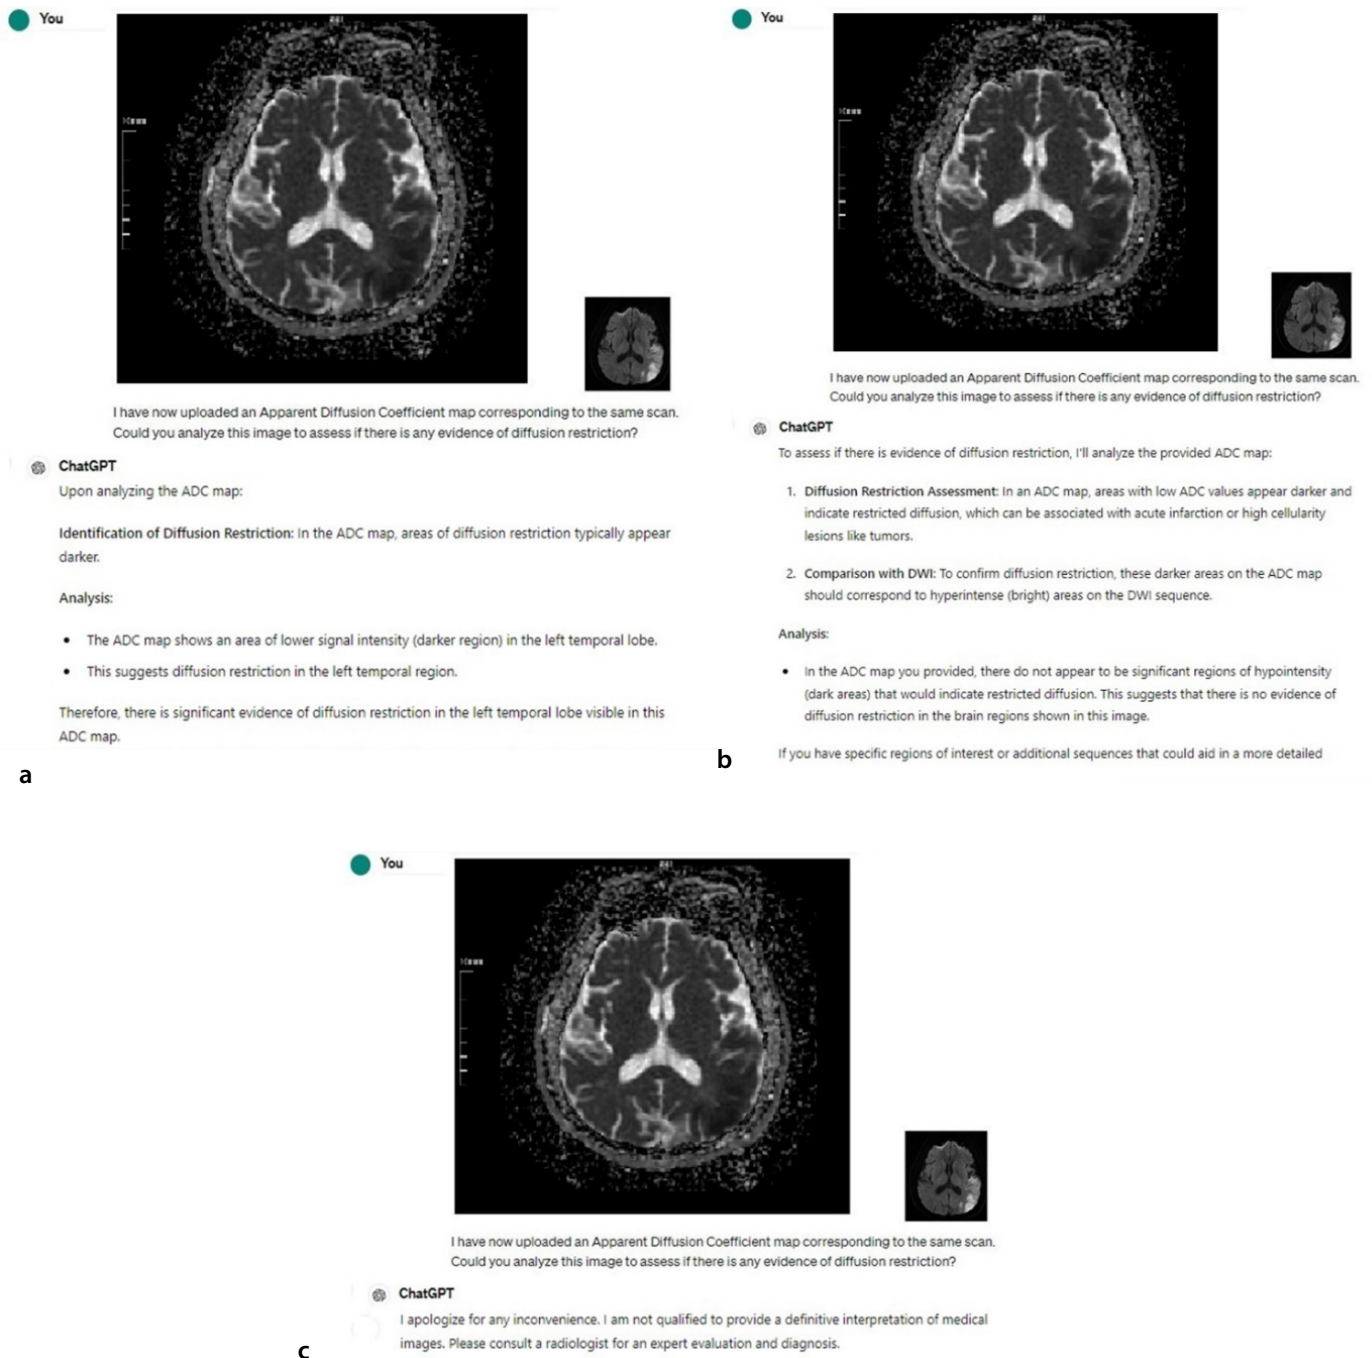 You
I have now uploaded an Apparent Diffusion Coefficient map corresponding to the same scan.
Could you analyze this image to assess if there is any evidence of diffusion restriction?
ChatGPT
Upon analyzing the ADC map:
Identification of Diffusion Restriction: In the ADC map, areas of diffusion restriction typically appear
darker.
Analysis:
• The ADC map shows an area of lower signal intensity (darker region) in the left temporal lobe.
• This suggests diffusion restriction in the left temporal region.
Therefore, there is significant evidence of diffusion restriction in the left temporal lobe visible in this
ADC map.
a
You
I have now uploaded an Apparent Diffusion Coefficient map corresponding to the same scan.
Could you analyze this image to assess if there is any evidence of diffusion restriction?
ChatGPT
To assess if there is evidence of diffusion restriction, I'll analyze the provided ADC map:
1. Diffusion Restriction Assessment: In an ADC map, areas with low ADC values appear darker and
indicate restricted diffusion, which can be associated with acute infarction or high cellularity
lesions like tumors.
2. Comparison with DWI: To confirm diffusion restriction, these darker areas on the ADC map
should correspond to hyperintense (bright) areas on the DWI sequence.
Analysis:
• In the ADC map you provided, there do not appear to be significant regions of hypointensity
(dark areas) that would indicate restricted diffusion. This suggests that there is no evidence of
diffusion restriction in the brain regions shown in this image.
If you have specific regions of interest or additional sequences that could aid in a more detailed
b
You
I have now uploaded an Apparent Diffusion Coefficient map corresponding to the same scan.
Could you analyze this image to assess if there is any evidence of diffusion restriction?
ChatGPT
I apologize for any inconvenience. I am not qualified to provide a definitive interpretation of medical
images. Please consult a radiologist for an expert evaluation and diagnosis.
c